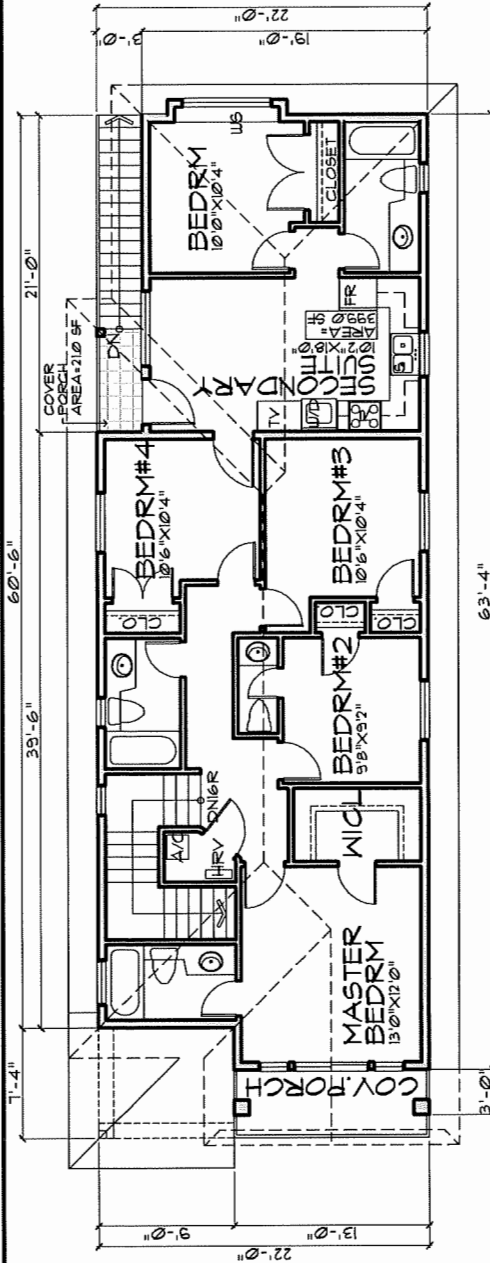 60'-6"
21'-0"
39'-6"
7'-4"
22'-0"
3'-0"
19'-0"
COVER
PORCH
AREA=21.0 SF
DN
BEDRM
10'0"X10'4"
WS
CLOSET
SECONDARY
SUITE
10'2"X18'0"
AREA=
399.0 SF
FR
TV
BEDRM#4
10'6"X10'4"
CLO.
BEDRM#3
10'6"X10'4"
CLO.
CLO.
BEDRM#2
9'8"X9'2"
DN16R
A/C
HRV
WICL
MASTER
BEDRM
13'0"X12'0"
COV. PORCH
3'-0"
63'-4"
9'-0"
13'-0"
22'-0"